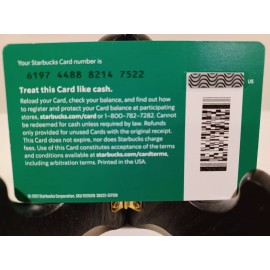 Your Starbucks Card number is
6197 4488 8214 7522
Treat this Card like cash.
Reload your Card, check your balance, and find out how
to register and protect your Card balance at participating
stores, starbucks.com/card or 1-800-782-7282. Cannot
be redeemed for cash unless required by law. Refunds
only provided for unused Cards with the original receipt.
This Card does not expire, nor does Starbucks charge
fees. Use of this Card constitutes acceptance of the terms
and conditions available at starbucks.com/cardterms,
including arbitration terms. Printed in the USA.
US
Starbucks Corporation.